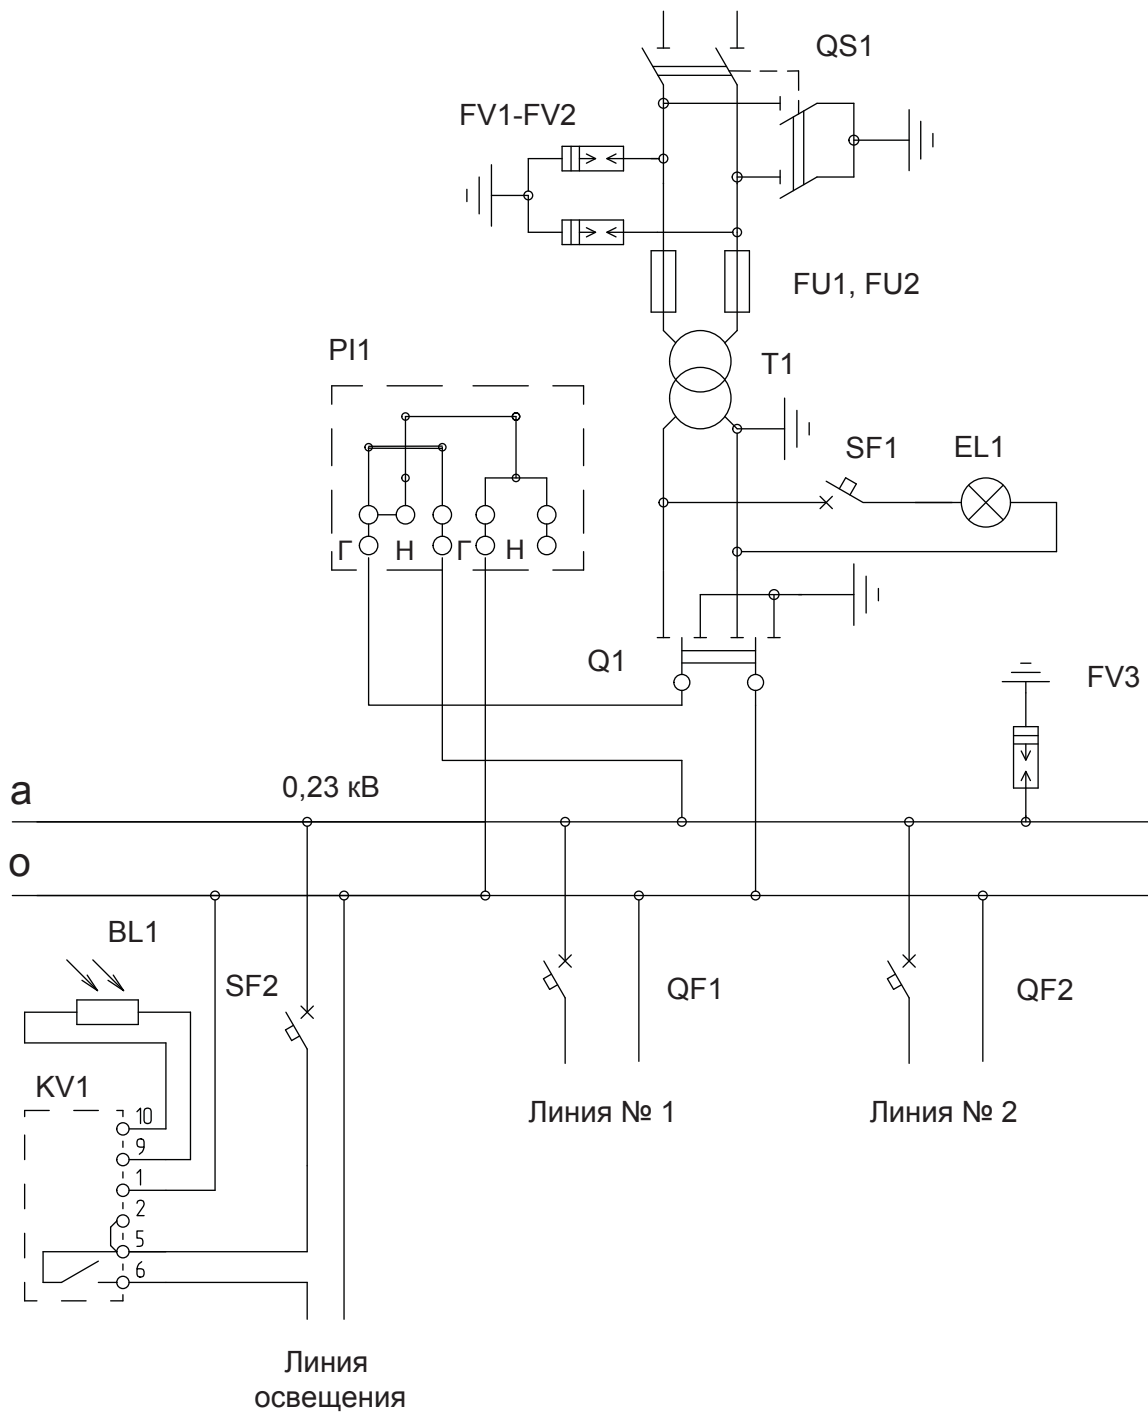 QS1
FV1-FV2
FU1, FU2
PI1
T1
SF1
EL1
Г
Н
Г
Н
Q1
FV3
0,23 кВ
а
о
BL1
SF2
QF1
QF2
KV1
Линия № 1
Линия № 2
10
9
1
2
5
6
Линия
освещения